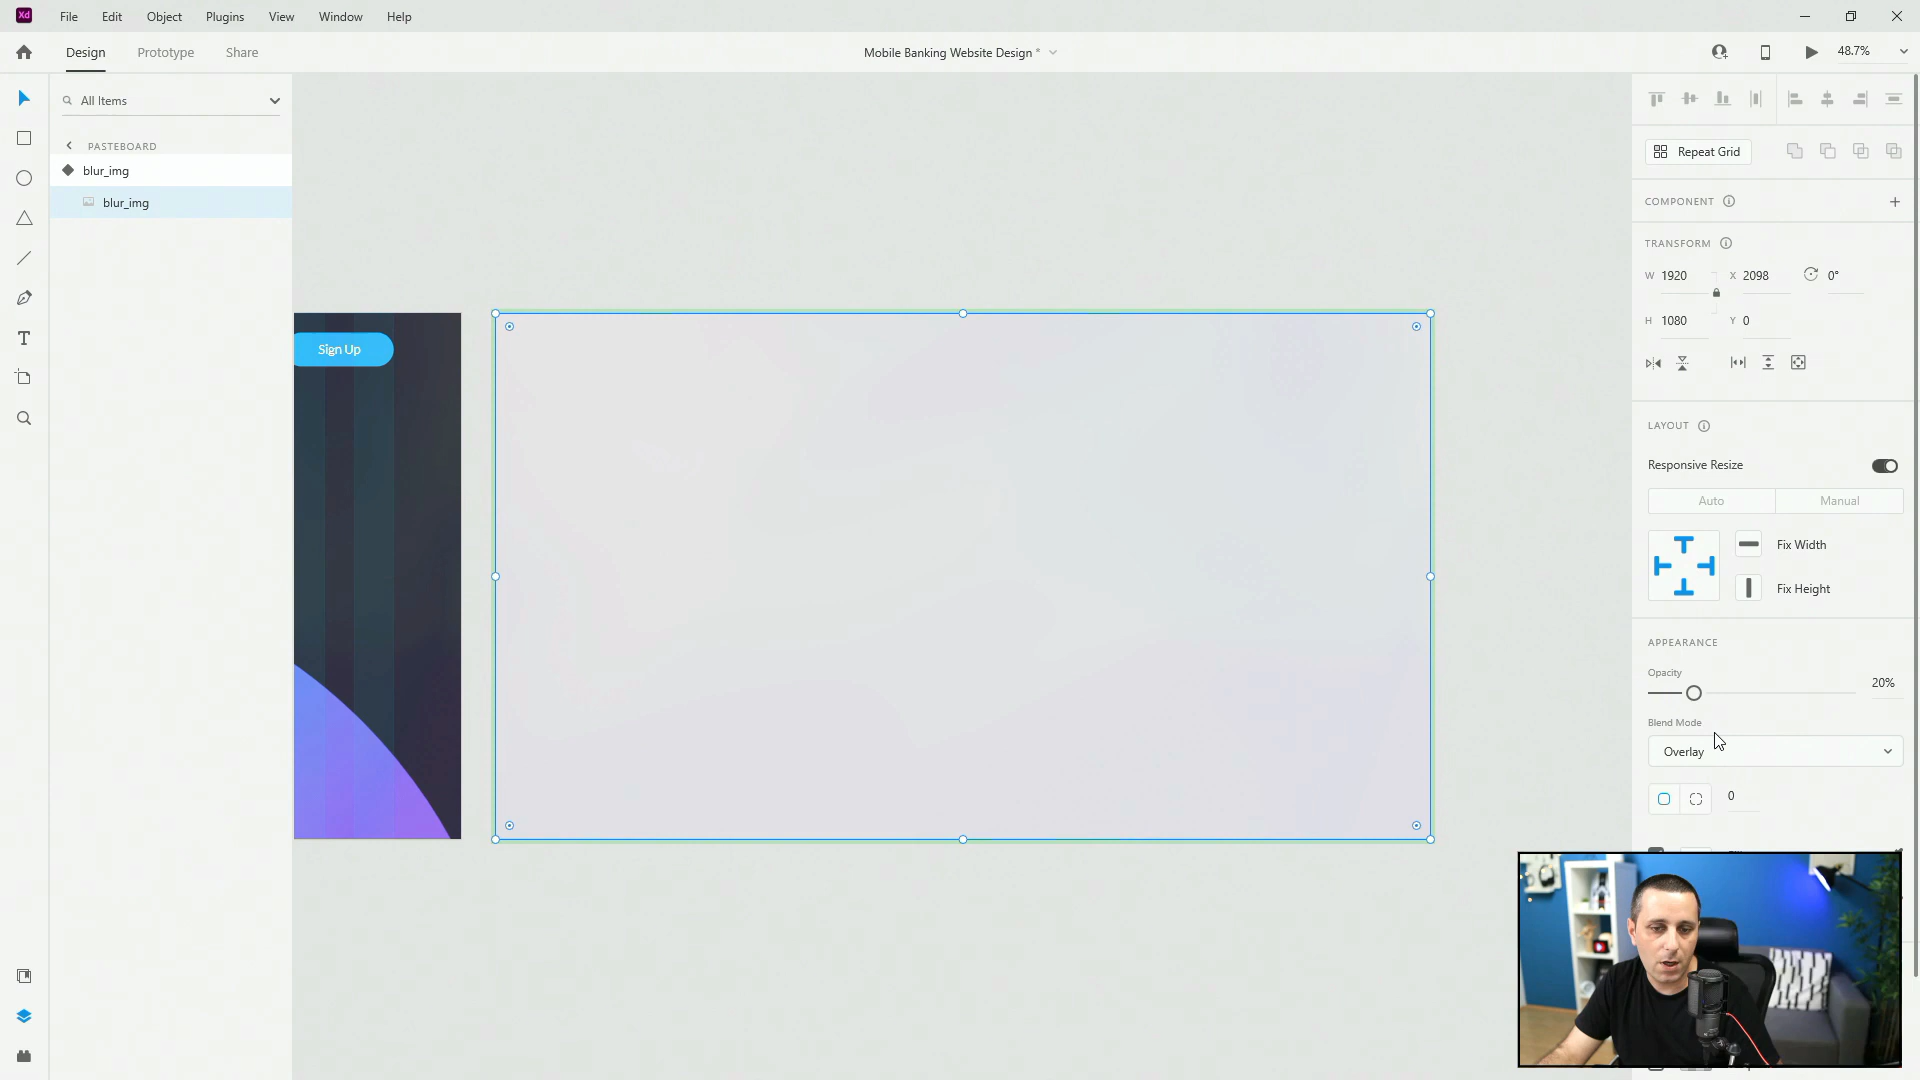 Xd File Edit Object Plugins View Window Help
Design Prototype Share Mobile Banking Website Design * 48.7%
All Items
PASTEBOARD
blur_img
blur_img
Sign Up
Repeat Grid
COMPONENT
TRANSFORM
W 1920 X 2098 0°
H 1080 Y 0
LAYOUT
Responsive Resize
Auto Manual
Fix Width
Fix Height
APPEARANCE
Opacity
20%
Blend Mode
Overlay
0